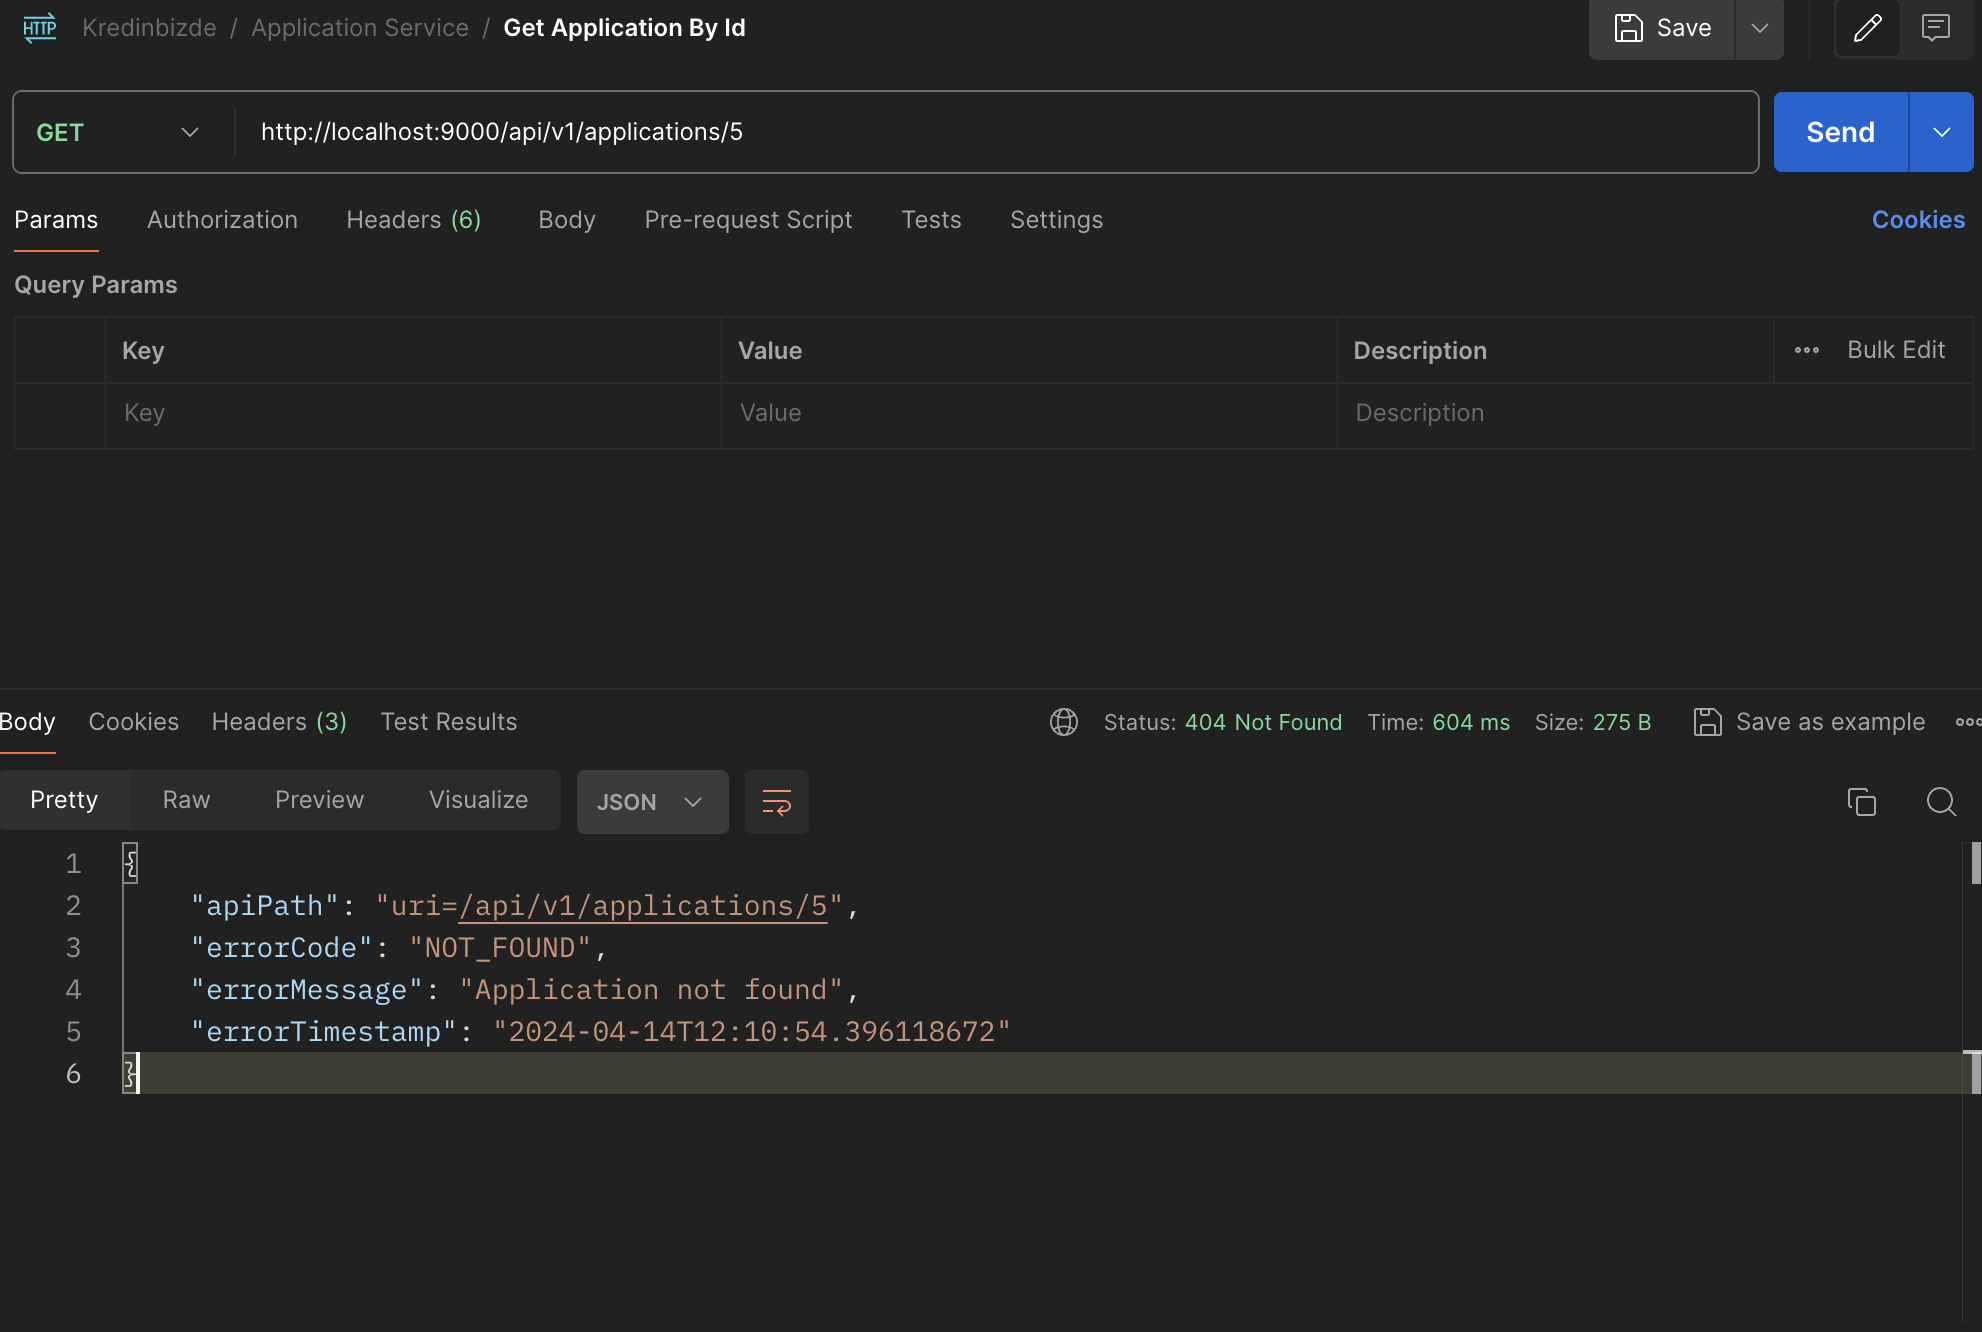 HTTP Kredinbizde / Application Service / Get Application By Id Save
GET http://localhost:9000/api/v1/applications/5 Send
Params Authorization Headers (6) Body Pre-request Script Tests Settings Cookies
Query Params
Key Value Description Bulk Edit
Key Value Description
Body Cookies Headers (3) Test Results Status: 404 Not Found Time: 604 ms Size: 275 B Save as example
Pretty Raw Preview Visualize JSON
1 {
2 "apiPath": "uri=/api/v1/applications/5",
3 "errorCode": "NOT_FOUND",
4 "errorMessage": "Application not found",
5 "errorTimestamp": "2024-04-14T12:10:54.396118672"
6 }